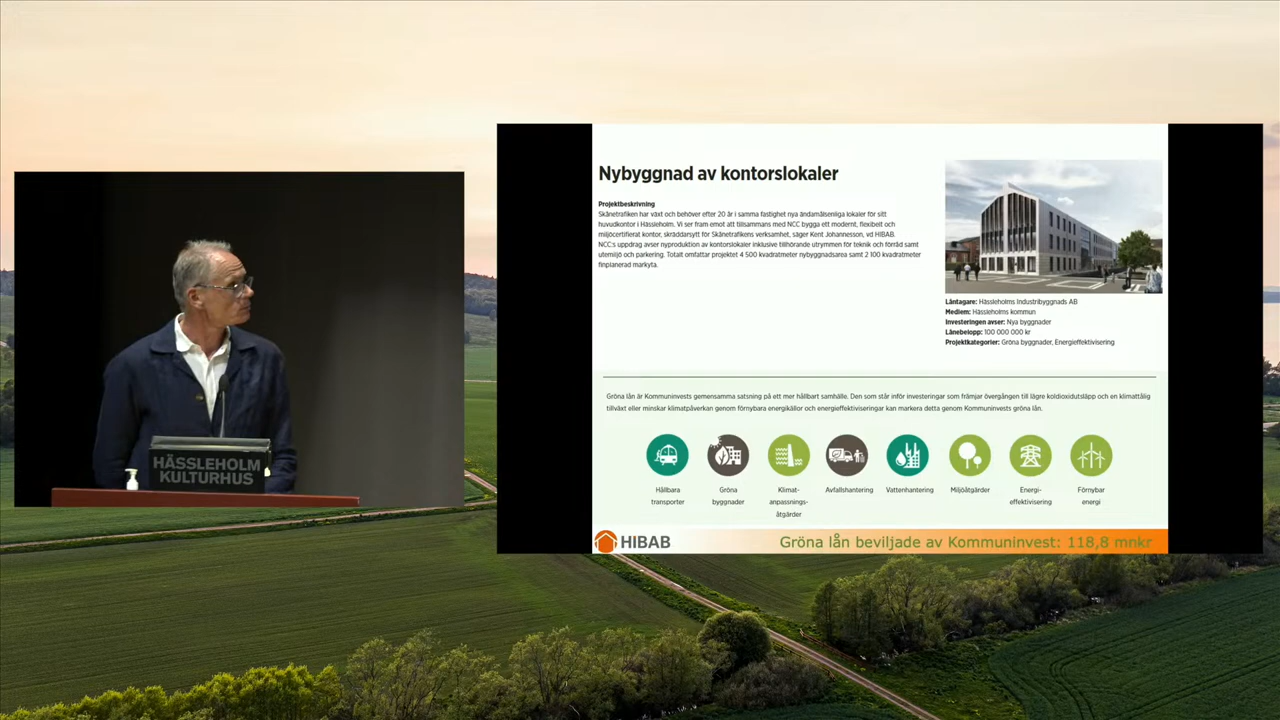 HÄSSLEHOLM
KULTURHUS
Nybyggnad av kontorslokaler
Projektbeskrivning
Skånetrafiken har växt och behöver efter 20 år i samma fastighet nya ändamålsenliga lokaler för sitt
huvudkontor i Hässleholm. Vi ser fram emot att tillsammans med NCC bygga ett modernt, flexibelt och
miljöcertifierat kontor, skräddarsytt för Skånetrafikens verksamhet, säger Kent Johannesson, vd HIBAB.
NCC:s uppdrag avser nyproduktion av kontorslokaler inklusive tillhörande utrymmen för teknik och förråd samt
utemiljö och parkering. Totalt omfattar projektet 4 500 kvadratmeter nybyggnadsarea samt 2 100 kvadratmeter
finplanerad markyta.
Låntagare: Hässleholms Industribyggnads AB
Medlem: Hässleholms kommun
Investeringen avser: Nya byggnader
Lånebelopp: 100 000 000 kr
Projektkategorier: Gröna byggnader, Energieffektivisering
Gröna lån är Kommuninvests gemensamma satsning på ett mer hållbart samhälle. Den som står inför investeringar som främjar övergången till lägre koldioxidutsläpp och en klimattålig
tillväxt eller minskar klimatpåverkan genom förnybara energikällor och energieffektiviseringar kan markera detta genom Kommuninvests gröna lån.
Hållbara
transporter
Gröna
byggnader
Klimat-
anpassnings-
åtgärder
Avfallshantering
Vattenhantering
Miljöåtgärder
Energi-
effektivisering
Förnybar
energi
HIBAB
Gröna lån beviljade av Kommuninvest: 118,8 mnkr